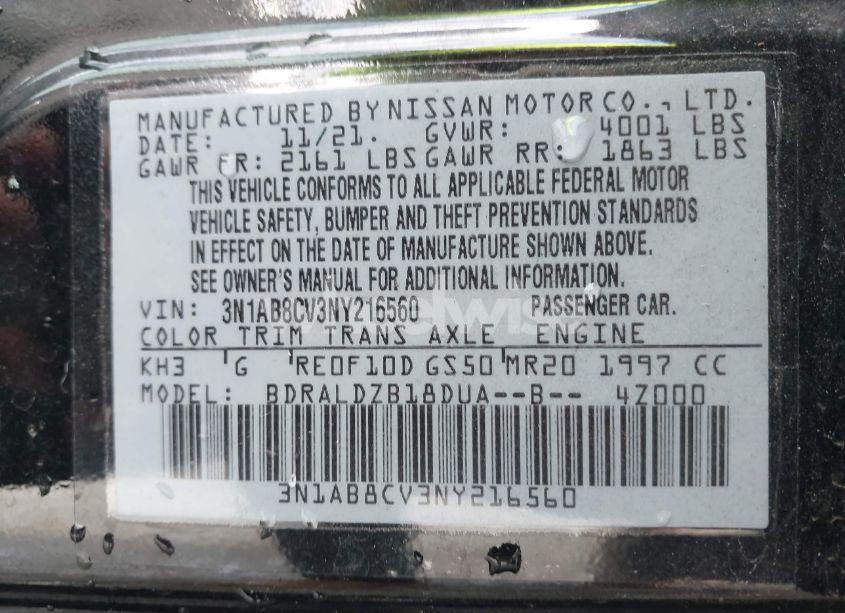 MANUFACTURED BY NISSAN MOTOR CO., LTD.
DATE: 11/21. GVWR: 4001 LBS
GAWR FR: 2161 LBS GAWR RR: 1863 LBS
THIS VEHICLE CONFORMS TO ALL APPLICABLE FEDERAL MOTOR
VEHICLE SAFETY, BUMPER AND THEFT PREVENTION STANDARDS
IN EFFECT ON THE DATE OF MANUFACTURE SHOWN ABOVE.
SEE OWNER'S MANUAL FOR ADDITIONAL INFORMATION.
VIN: 3N1AB8CV3NY216560 PASSENGER CAR.
COLOR TRIM TRANS AXLE ENGINE
KH3 G RE0F10D GS50 MR20 1997 CC
MODEL: BDRALDZB18DUA--B-- 4Z000
3N1AB8CV3NY216560